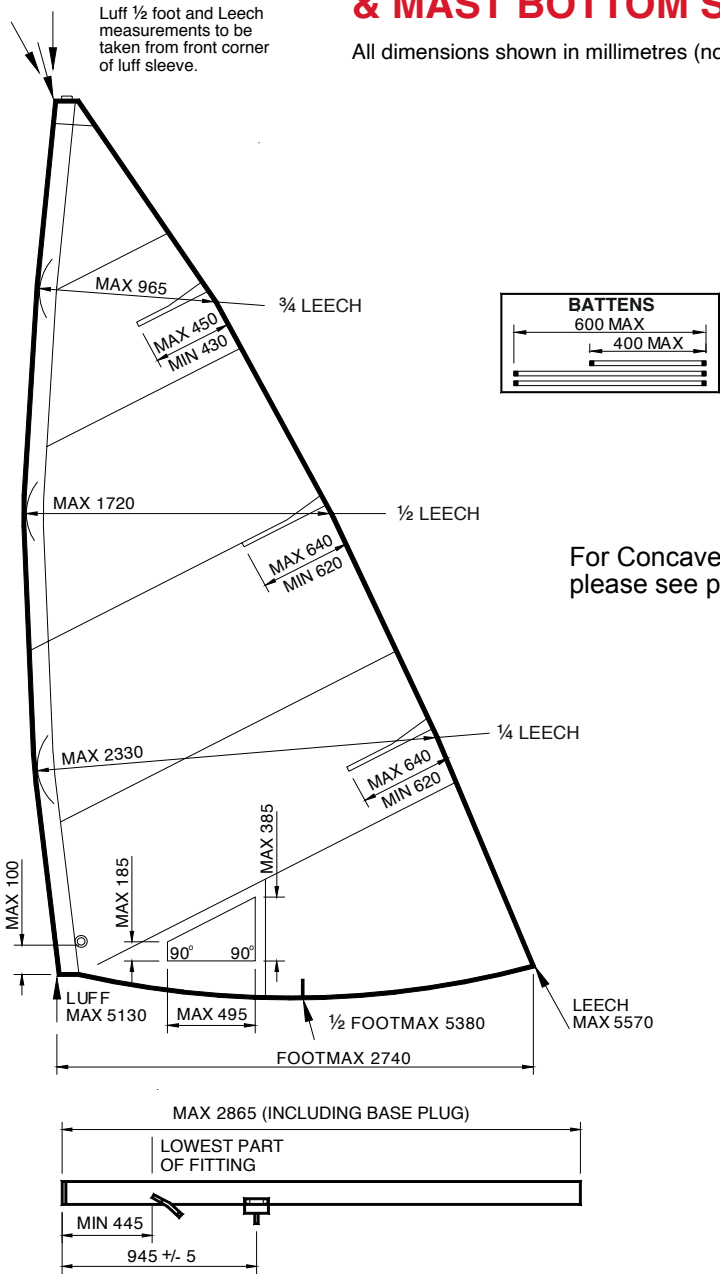 Luff ½ foot and Leech
measurements to be
taken from front corner
of luff sleeve.
& MAST BOTTOM S
All dimensions shown in millimetres (no
MAX 965
¾ LEECH
MAX 450
MIN 430
BATTENS
600 MAX
400 MAX
MAX 1720
½ LEECH
MAX 640
MIN 620
For Concave
please see p
MAX 2330
¼ LEECH
MAX 640
MIN 620
MAX 100
MAX 185
MAX 385
90°
90°
LUFF
MAX 5130
MAX 495
½ FOOTMAX 5380
LEECH
MAX 5570
FOOTMAX 2740
MAX 2865 (INCLUDING BASE PLUG)
LOWEST PART
OF FITTING
MIN 445
945 +/- 5